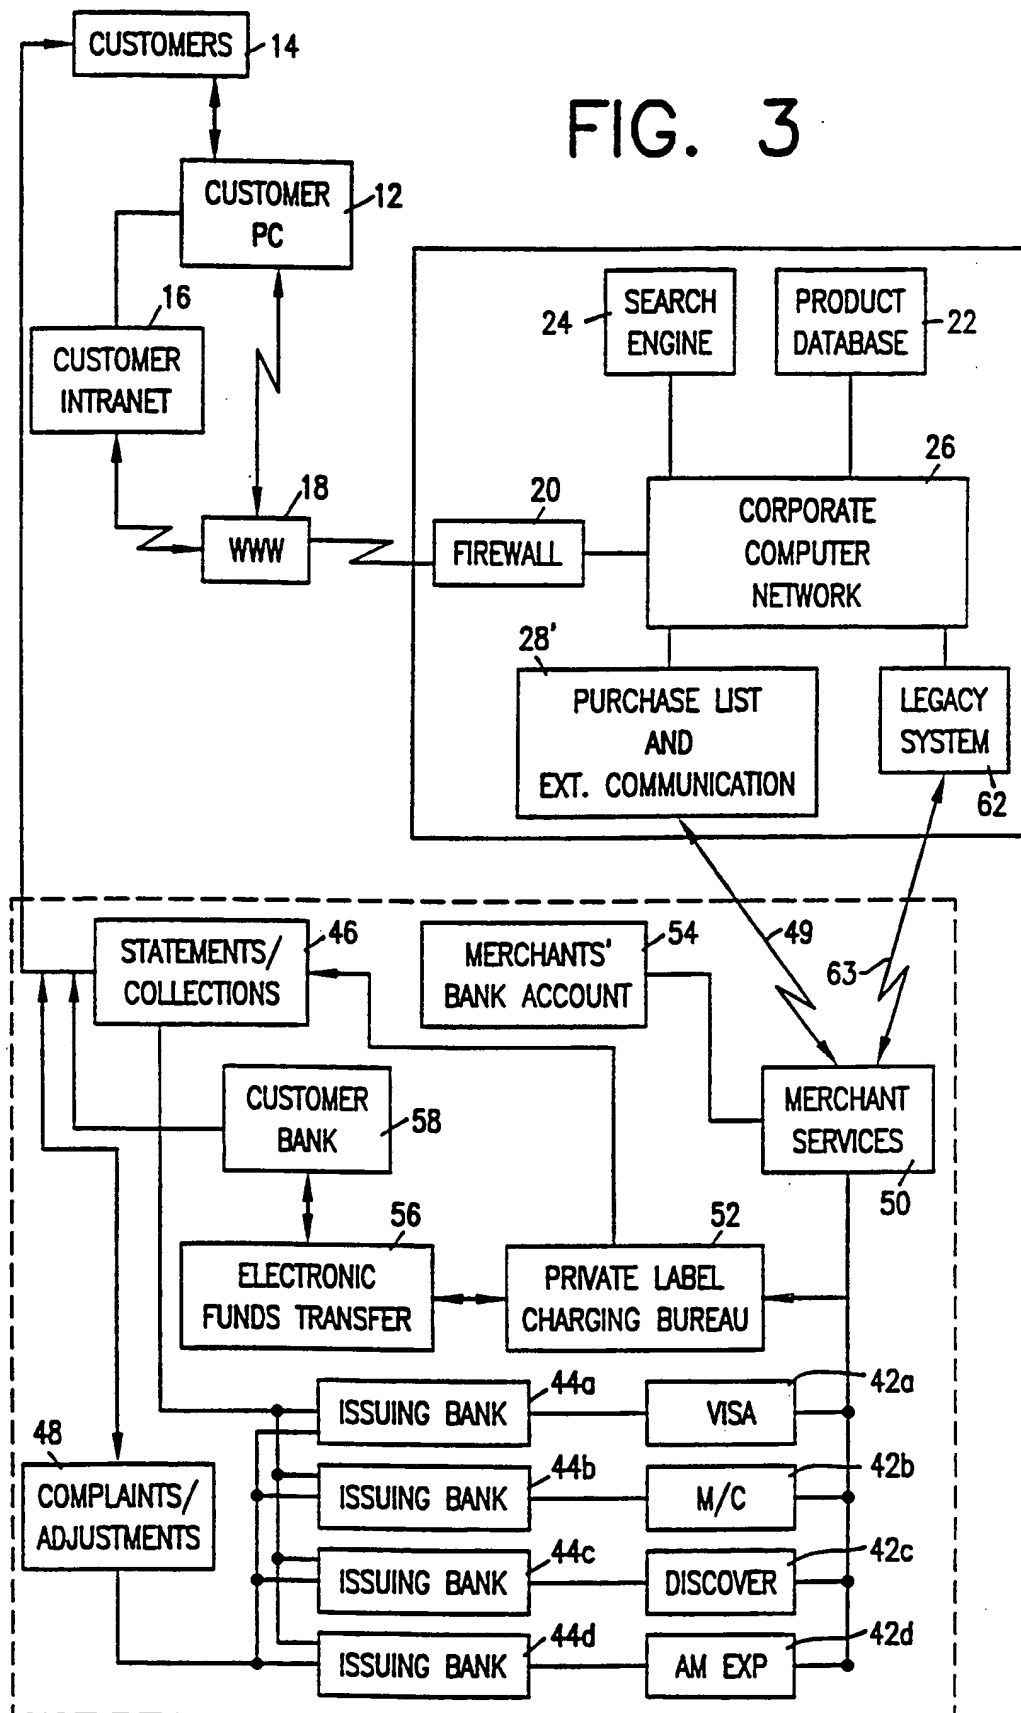 CUSTOMERS
14
FIG. 3
CUSTOMER
PC
12
16
CUSTOMER
INTRANET
18
WWW
24
SEARCH
ENGINE
PRODUCT
DATABASE
22
26
20
FIREWALL
CORPORATE
COMPUTER
NETWORK
28'
PURCHASE LIST
AND
EXT. COMMUNICATION
LEGACY
SYSTEM
62
STATEMENTS/
COLLECTIONS
46
MERCHANTS'
BANK ACCOUNT
54
49
63
CUSTOMER
BANK
58
MERCHANT
SERVICES
50
56
ELECTRONIC
FUNDS TRANSFER
52
PRIVATE LABEL
CHARGING BUREAU
ISSUING BANK
44a
VISA
42a
48
COMPLAINTS/
ADJUSTMENTS
ISSUING BANK
44b
M/C
42b
ISSUING BANK
44c
DISCOVER
42c
ISSUING BANK
44d
AM EXP
42d